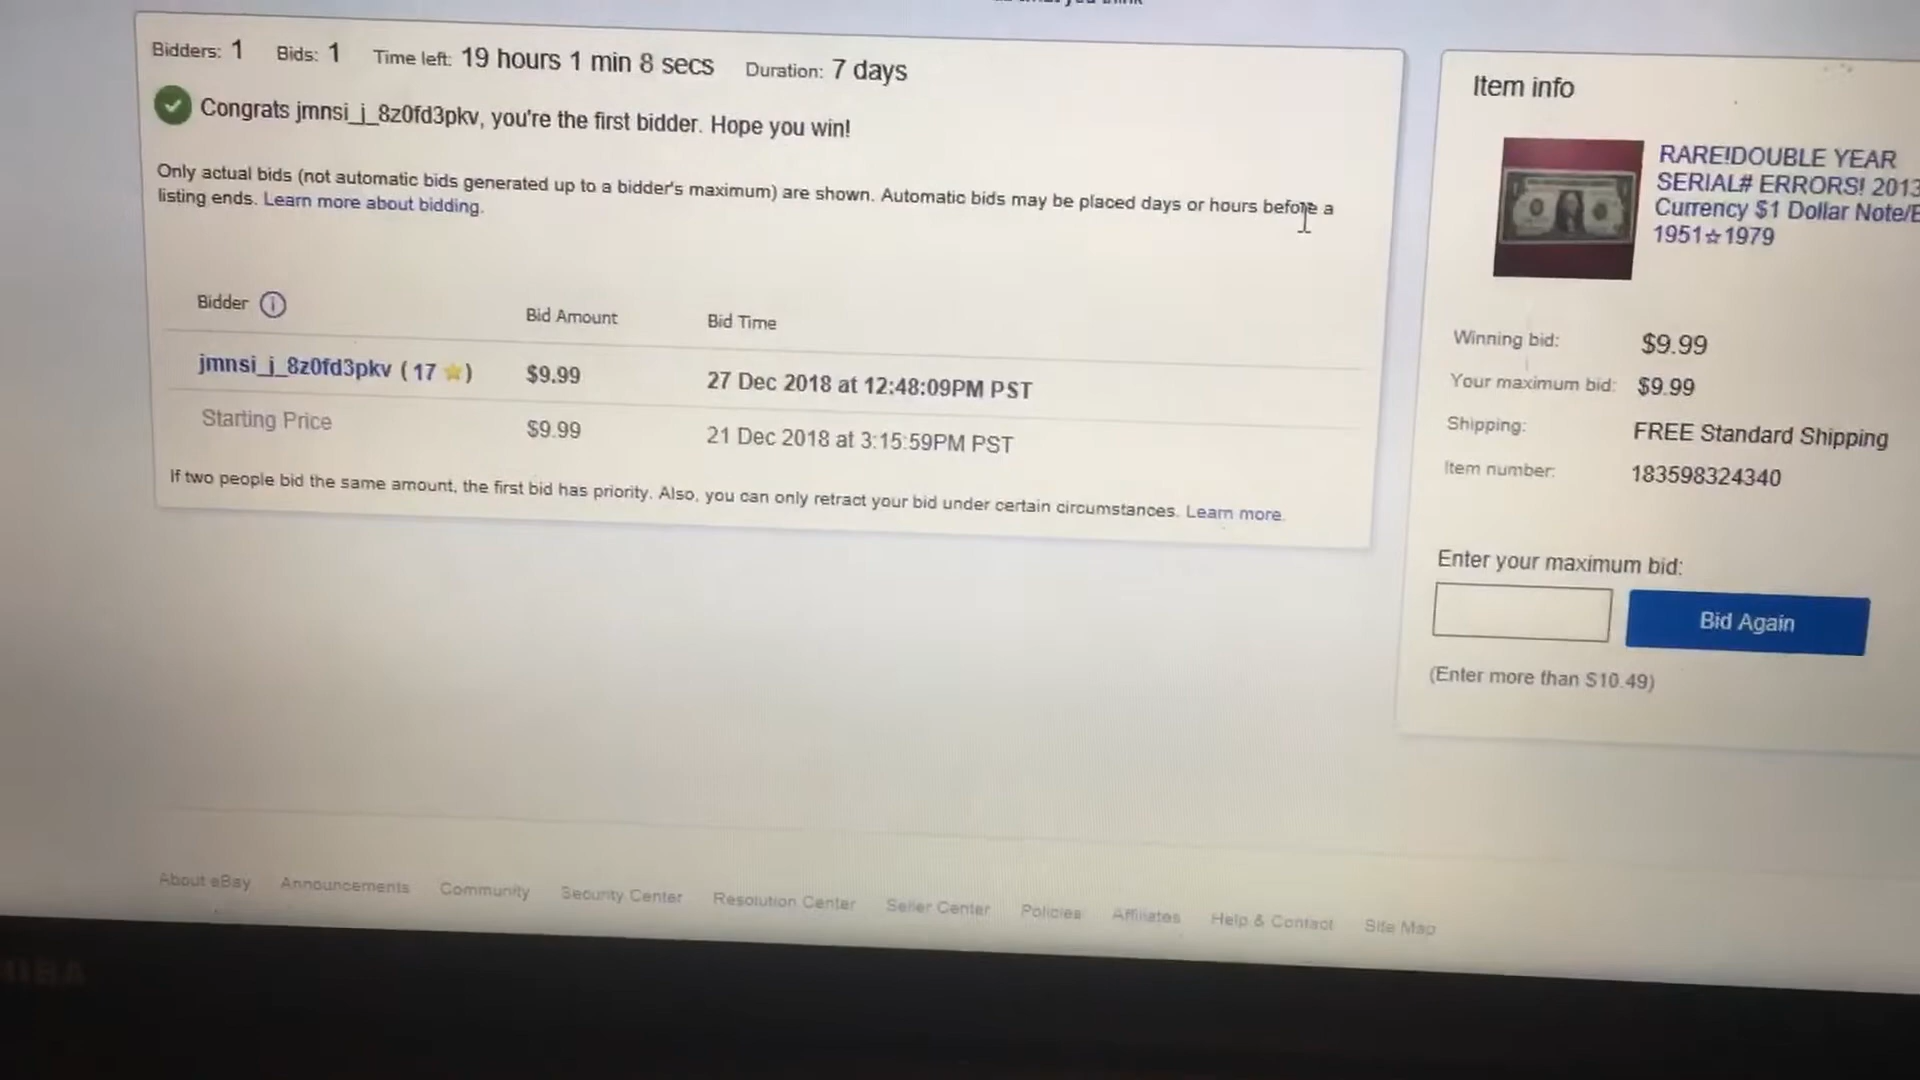 Bidders: 1 Bids: 1 Time left: 19 hours 1 min 8 secs Duration: 7 days
Congrats jmnsi_j_8z0fd3pkv, you're the first bidder. Hope you win!
Only actual bids (not automatic bids generated up to a bidder's maximum) are shown. Automatic bids may be placed days or hours before a
listing ends. Learn more about bidding.
Bidder Bid Amount Bid Time
jmnsi_j_8z0fd3pkv (17 ☆) $9.99 27 Dec 2018 at 12:48:09PM PST
Starting Price $9.99 21 Dec 2018 at 3:15:59PM PST
If two people bid the same amount, the first bid has priority. Also, you can only retract your bid under certain circumstances. Learn more.
Item info
RARE!DOUBLE YEAR
SERIAL# ERRORS! 2013
Currency $1 Dollar Note/
1951☆1979
Winning bid: $9.99
Your maximum bid: $9.99
Shipping: FREE Standard Shipping
Item number: 183598324340
Enter your maximum bid:
Bid Again
(Enter more than $10.49)
About eBay Announcements Community Security Center Resolution Center Seller Center Policies Affiliates Help & Contact Site Map